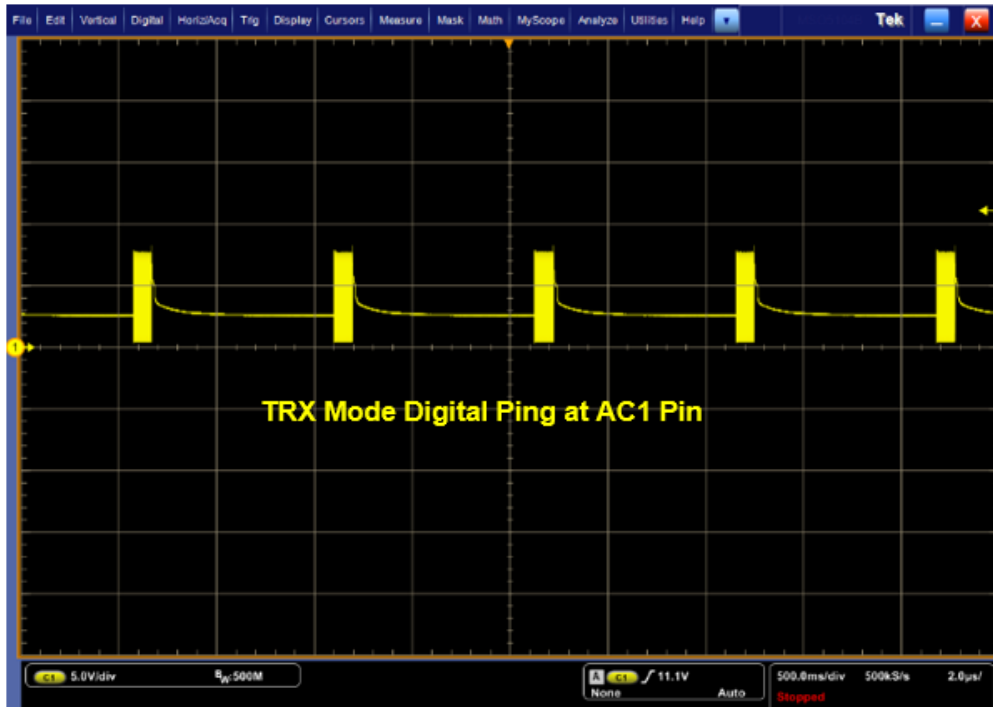 File Edit Vertical Digital Horiz/Acq Trig Display Cursors Measure Mask Math MyScope Analyze Utilities Help Tek X
1
TRX Mode Digital Ping at AC1 Pin
C1 5.0V/div BW:500M A C1 11.1V 500.0ms/div 500kS/s 2.0µs/
None Auto Stopped